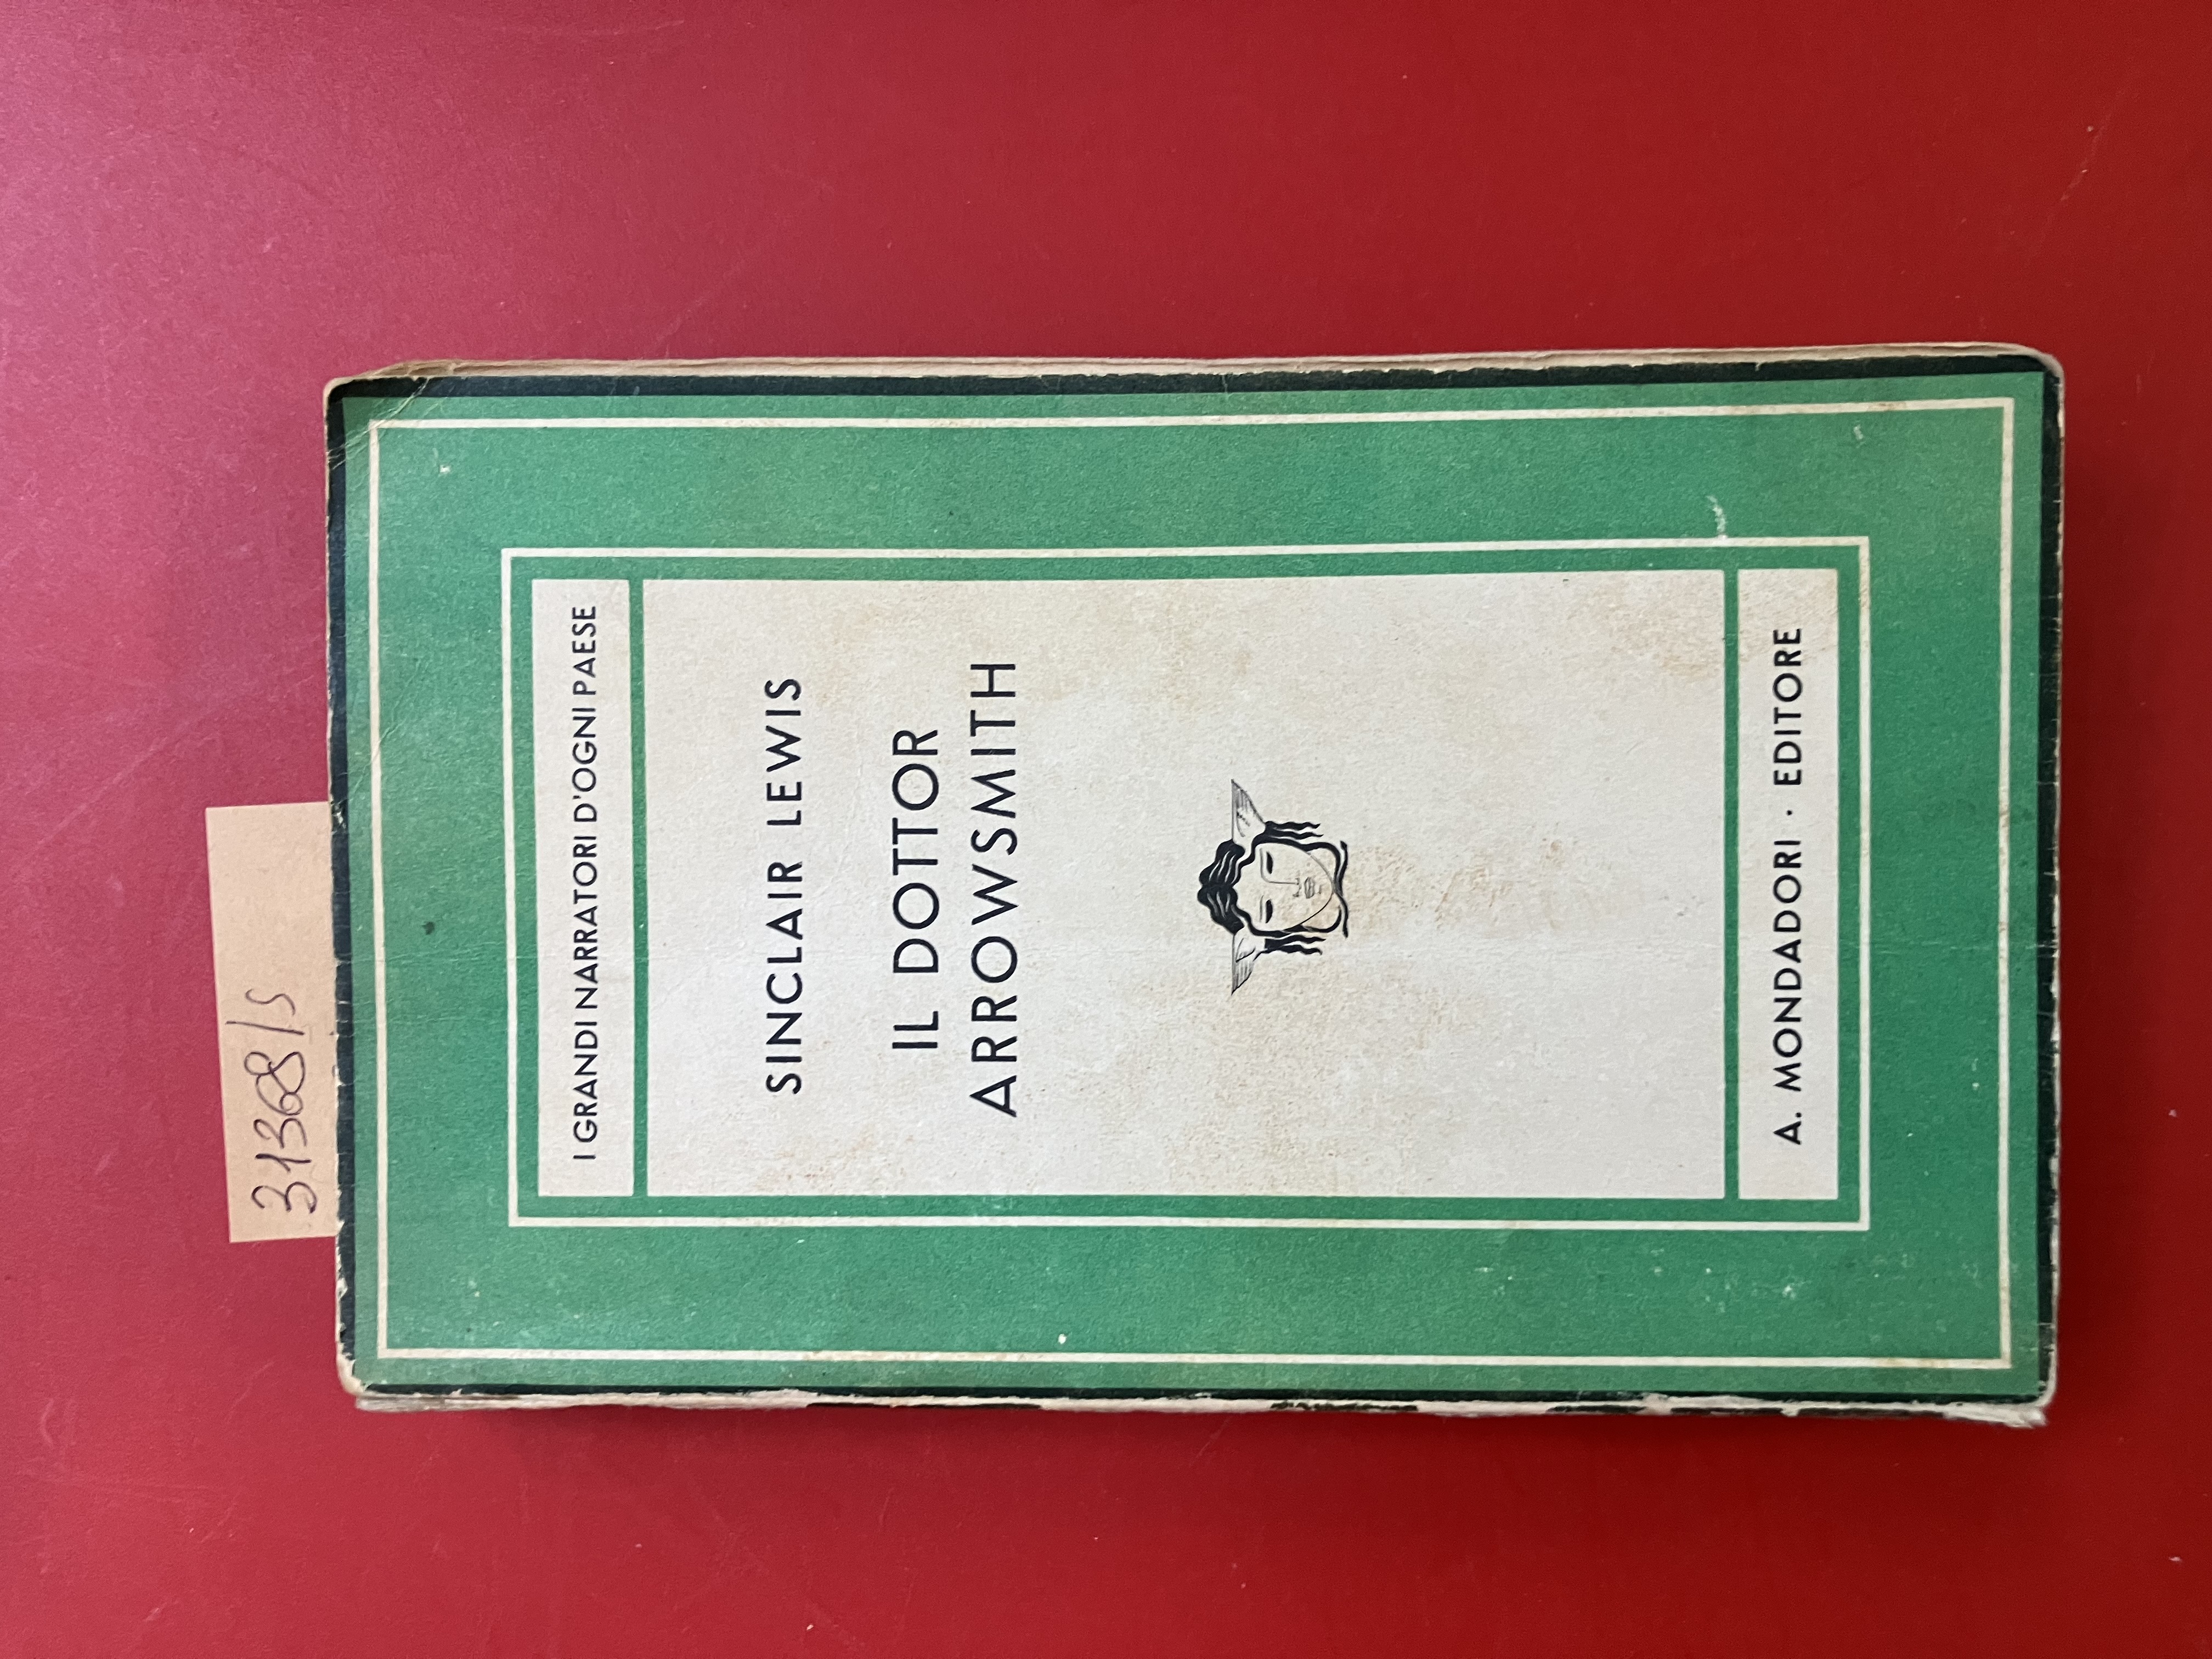 31368/S
I GRANDI NARRATORI D'OGNI PAESE
SINCLAIR LEWIS
IL DOTTOR
ARROWSMITH
A. MONDADORI · EDITORE